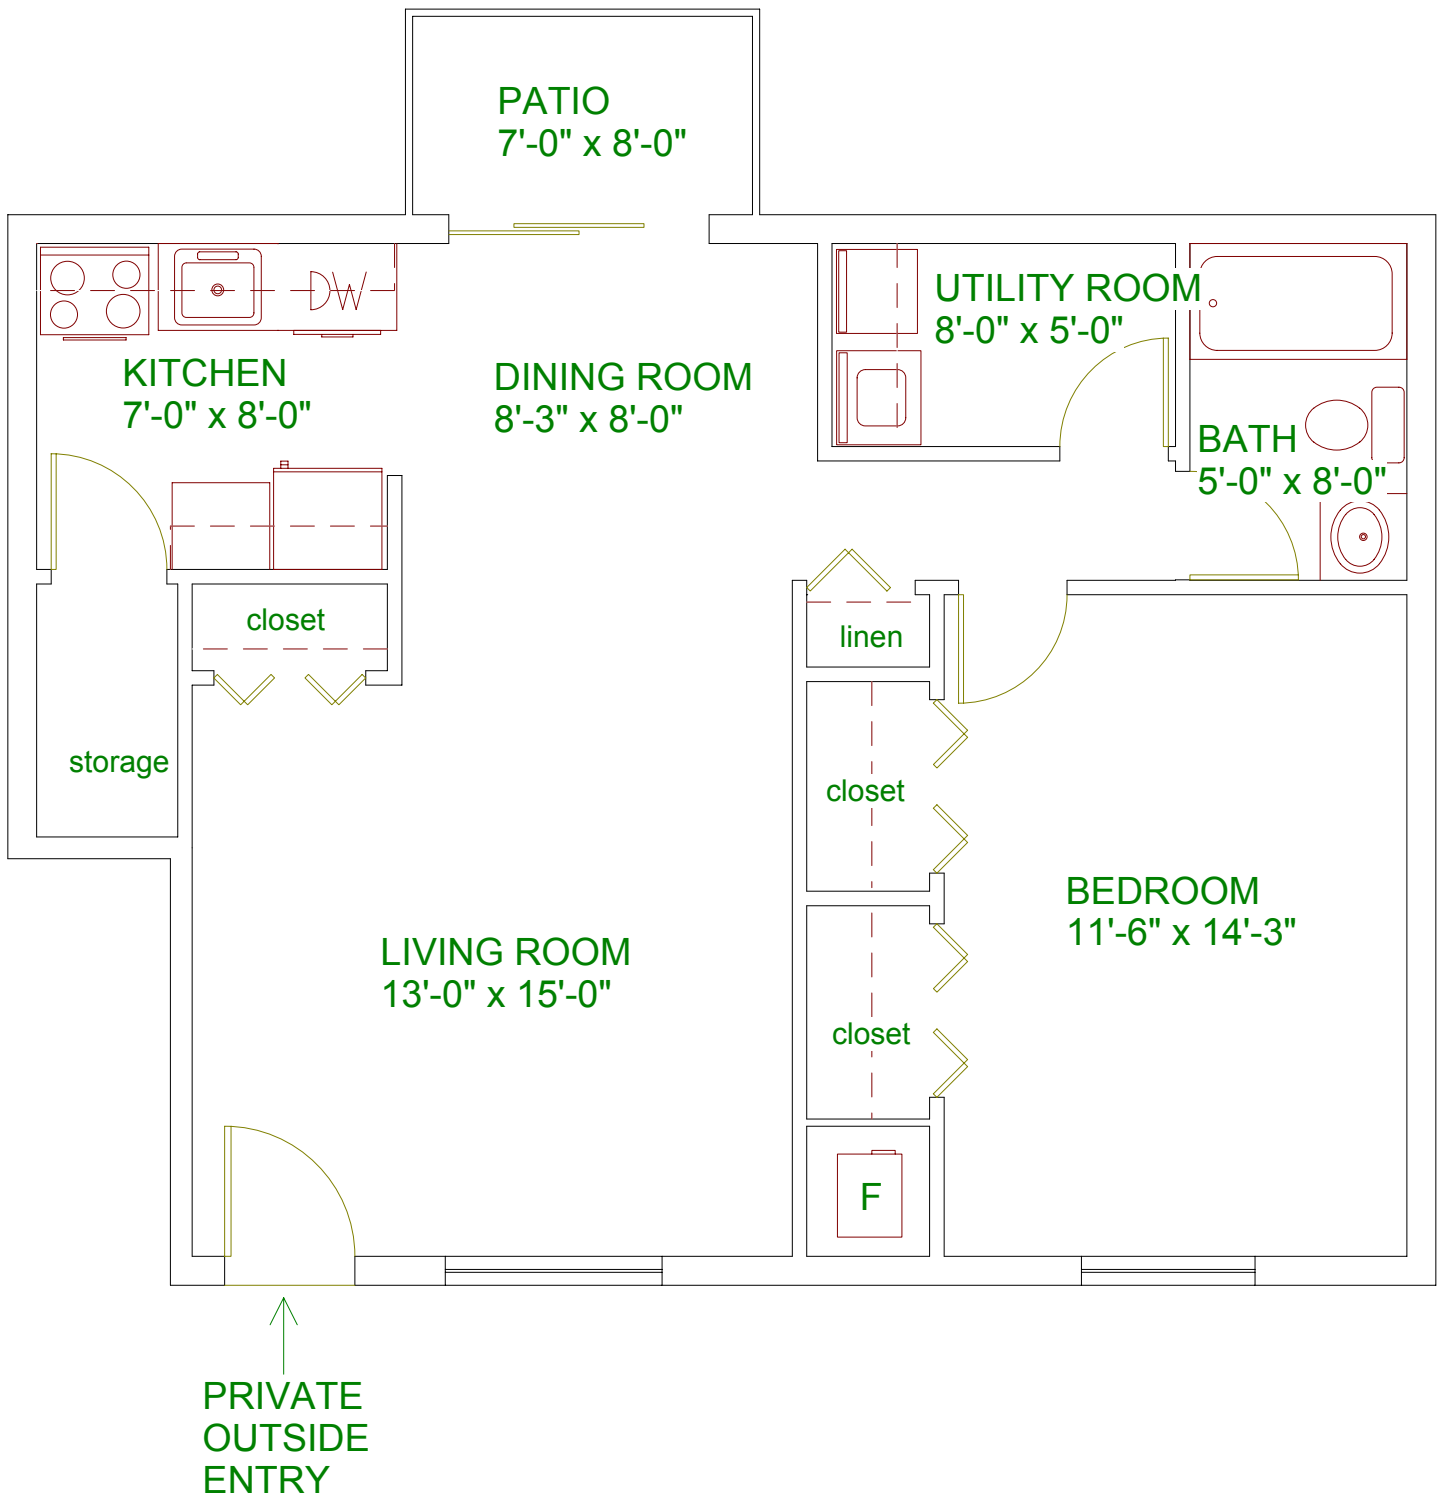 PATIO
7'-0" x 8'-0"
UTILITY ROOM
8'-0" x 5'-0"
DW
KITCHEN
7'-0" x 8'-0"
DINING ROOM
8'-3" x 8'-0"
BATH
5'-0" x 8'-0"
closet
linen
storage
closet
BEDROOM
11'-6" x 14'-3"
LIVING ROOM
13'-0" x 15'-0"
closet
F
PRIVATE
OUTSIDE
ENTRY